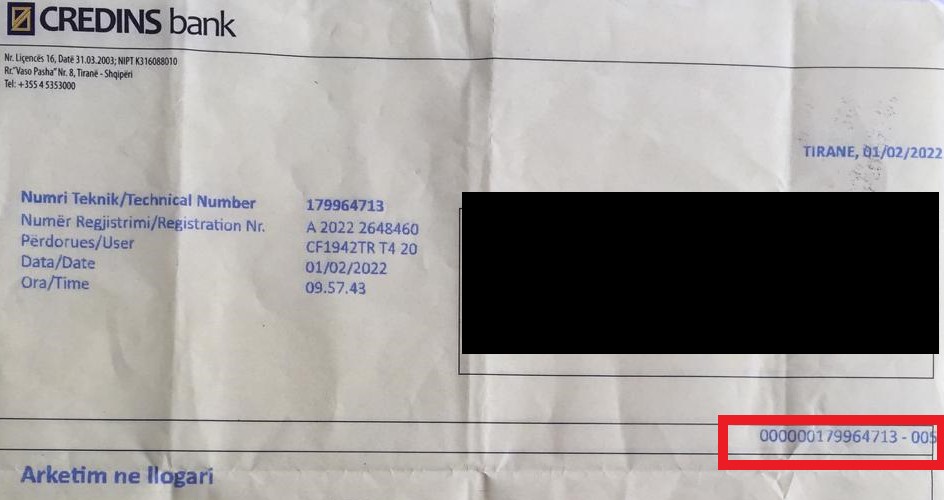 CREDINS bank
Nr. Liçencës 16, Datë 31.03.2003; NIPT K316088010
Rr."Vaso Pasha" Nr. 8, Tiranë - Shqipëri
Tel: +355 4 5353000
TIRANE, 01/02/2022
Numri Teknik/Technical Number 179964713
Numër Regjistrimi/Registration Nr. A 2022 2648460
Përdorues/User CF1942TR T4 20
Data/Date 01/02/2022
Ora/Time 09.57.43
000000179964713 - 005
Arketim ne llogari